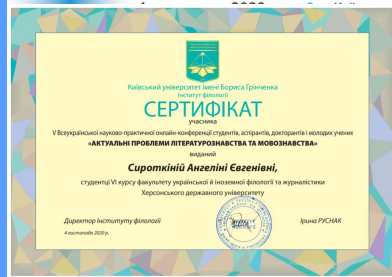 Київський університет імені Бориса Грінченка
Інститут філології
СЕРТИФІКАТ
учасника
V Всеукраїнської науково-практичної онлайн-конференції студентів, аспірантів, докторантів і молодих учених
«АКТУАЛЬНІ ПРОБЛЕМИ ЛІТЕРАТУРОЗНАВСТВА ТА МОВОЗНАВСТВА»
виданий
Сироткіній Ангеліні Євгенівні,
студентці VI курсу факультету української й іноземної філології та журналістики
Херсонського державного університету
Директор Інституту філології
Ірина РУСНАК
4 листопада 2020 р.